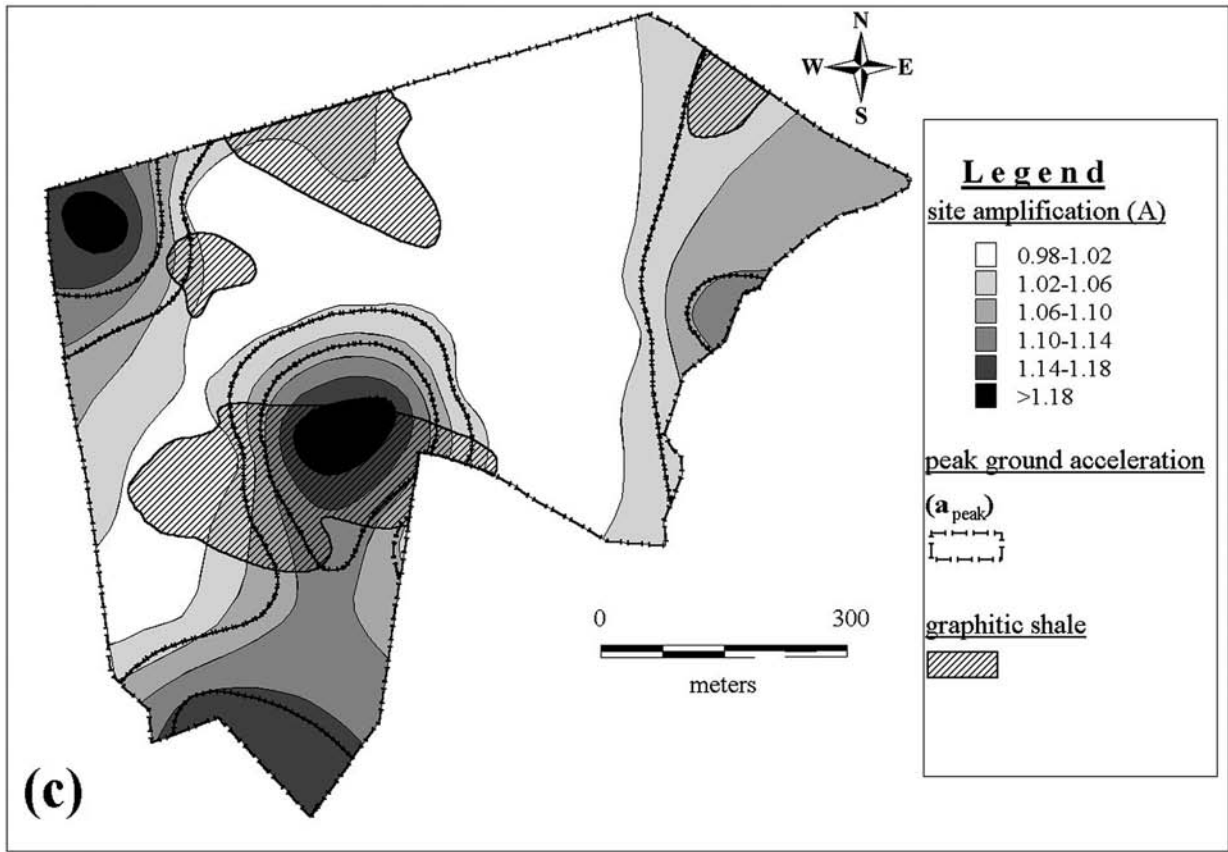 N
W E
S
Legend
site amplification (A)
0.98-1.02
1.02-1.06
1.06-1.10
1.10-1.14
1.14-1.18
>1.18
peak ground acceleration
(a peak)
graphitic shale
0 300
meters
(c)